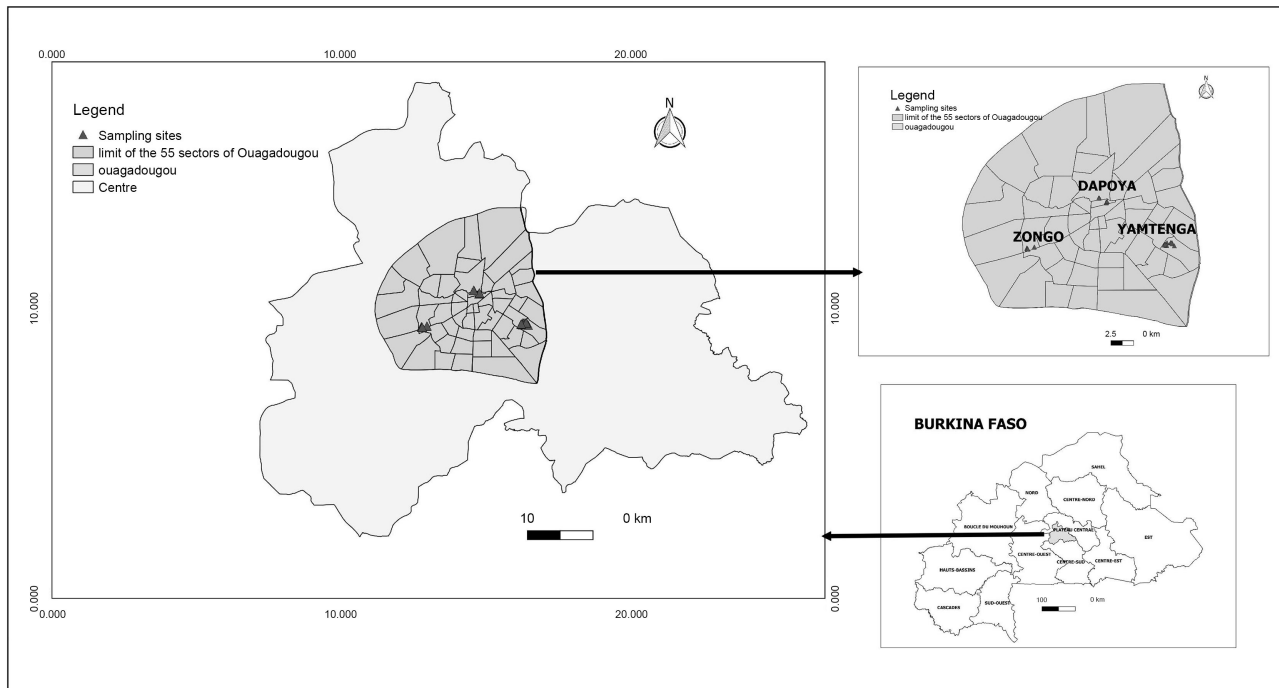 0.000
10.000
20.000
Legend
Sampling sites
limit of the 55 sectors of Ouagadougou
ouagadougou
Centre
N
10.000
10.000
0.000
0.000
10 0 km
0.000
10.000
20.000
Legend
Sampling sites
limit of the 55 sectors of Ouagadougou
ouagadougou
N
DAPOYA
ZONGO
YAMTENGA
2.5 0 km
BURKINA FASO
SAHEL
NORD
CENTRE-NORD
BOUCLE DU MOUHOUN
PLATEAU CENTRAL
EST
CENTRE-OUEST
CENTRE-SUD
CENTRE-EST
HAUTS-BASSINS
CASCADES
SUD-OUEST
100 0 km